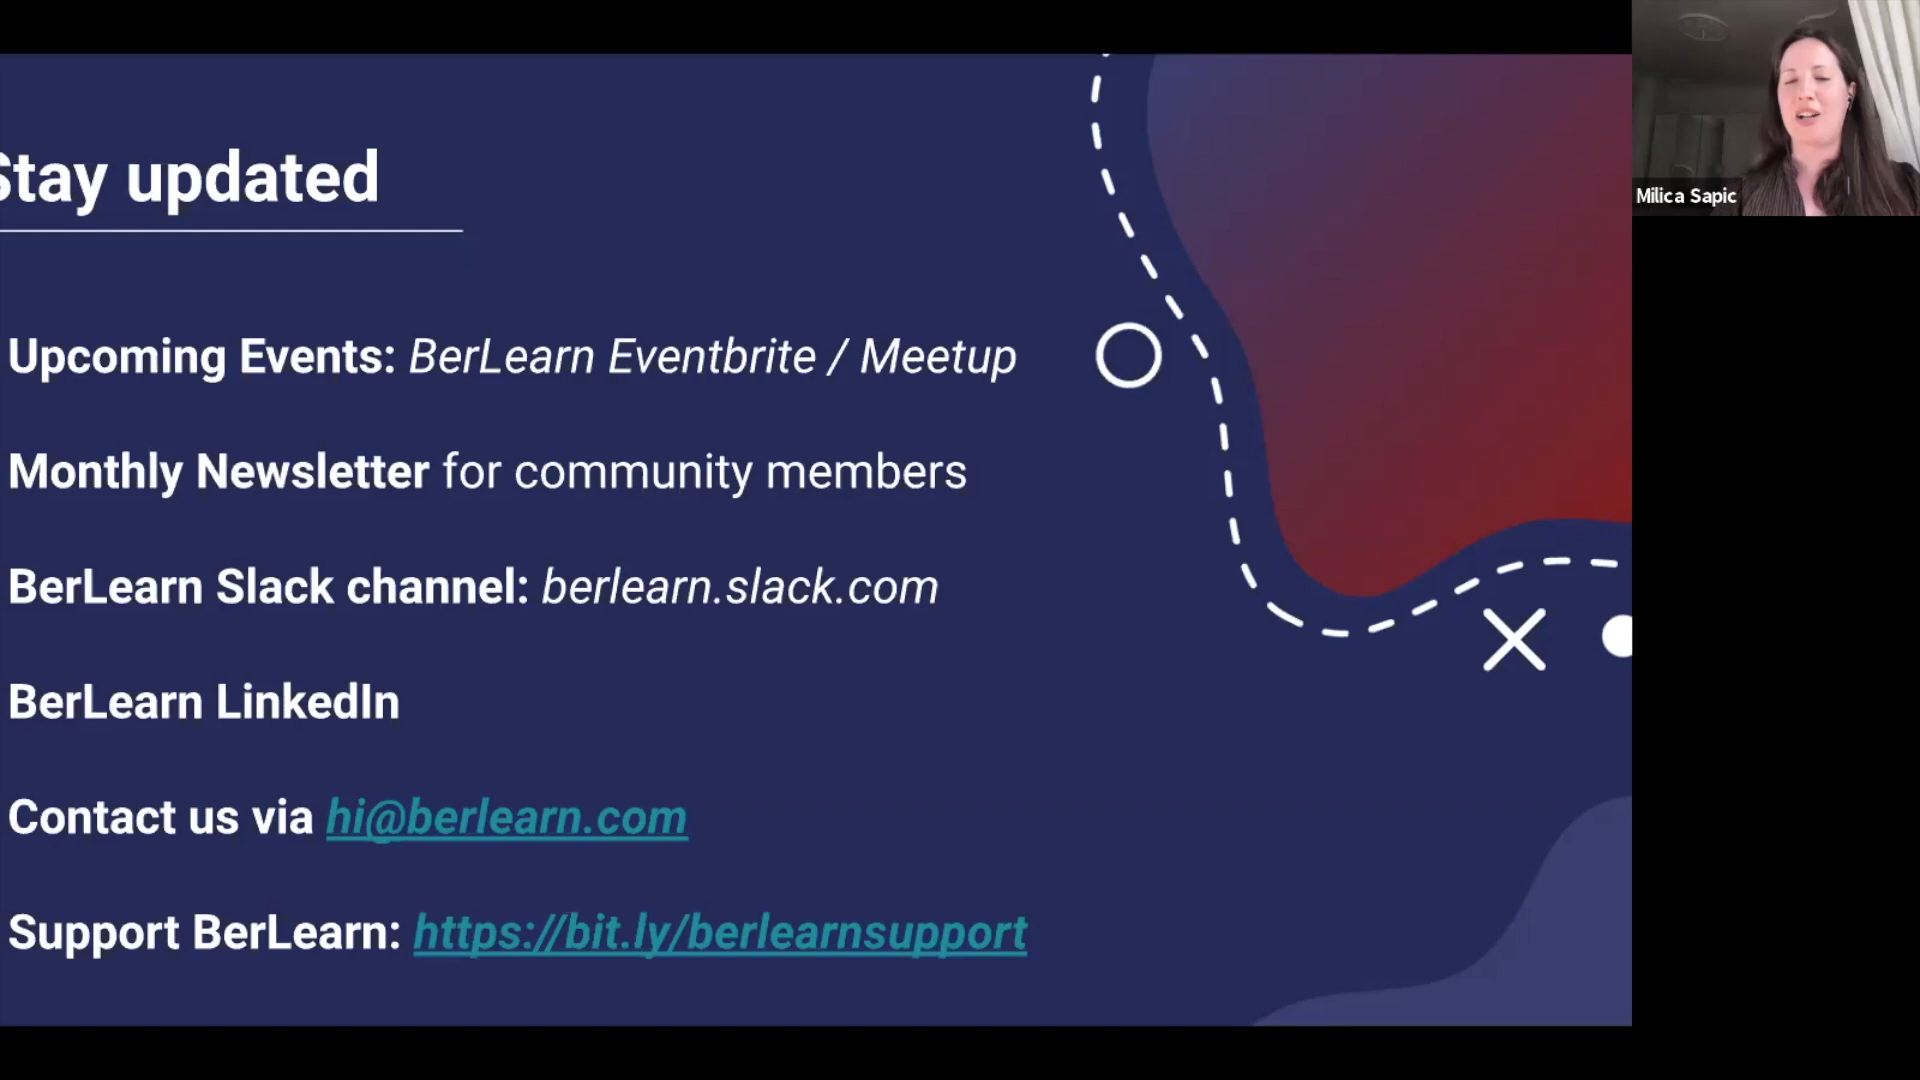 Stay updated
Upcoming Events: BerLearn Eventbrite / Meetup
Monthly Newsletter for community members
BerLearn Slack channel: berlearn.slack.com
BerLearn LinkedIn
Contact us via hi@berlearn.com
Support BerLearn: https://bit.ly/berlearnsupport
Milica Sapic